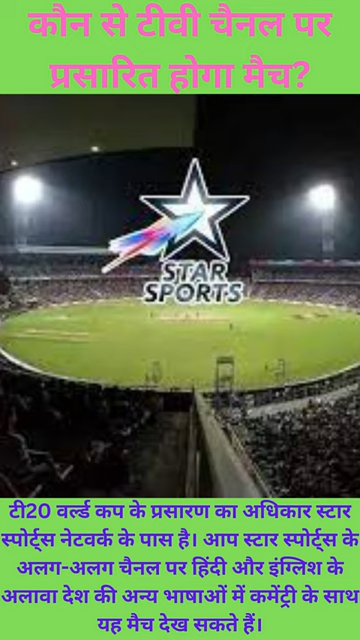 कौन से टीवी चैनल पर
प्रसारित होगा मैच?
STAR
SPORTS
टी20 वर्ल्ड कप के प्रसारण का अधिकार स्टार
स्पोर्ट्स नेटवर्क के पास है। आप स्टार स्पोर्ट्स के
अलग-अलग चैनल पर हिंदी और इंग्लिश के
अलावा देश की अन्य भाषाओं में कमेंट्री के साथ
यह मैच देख सकते हैं।